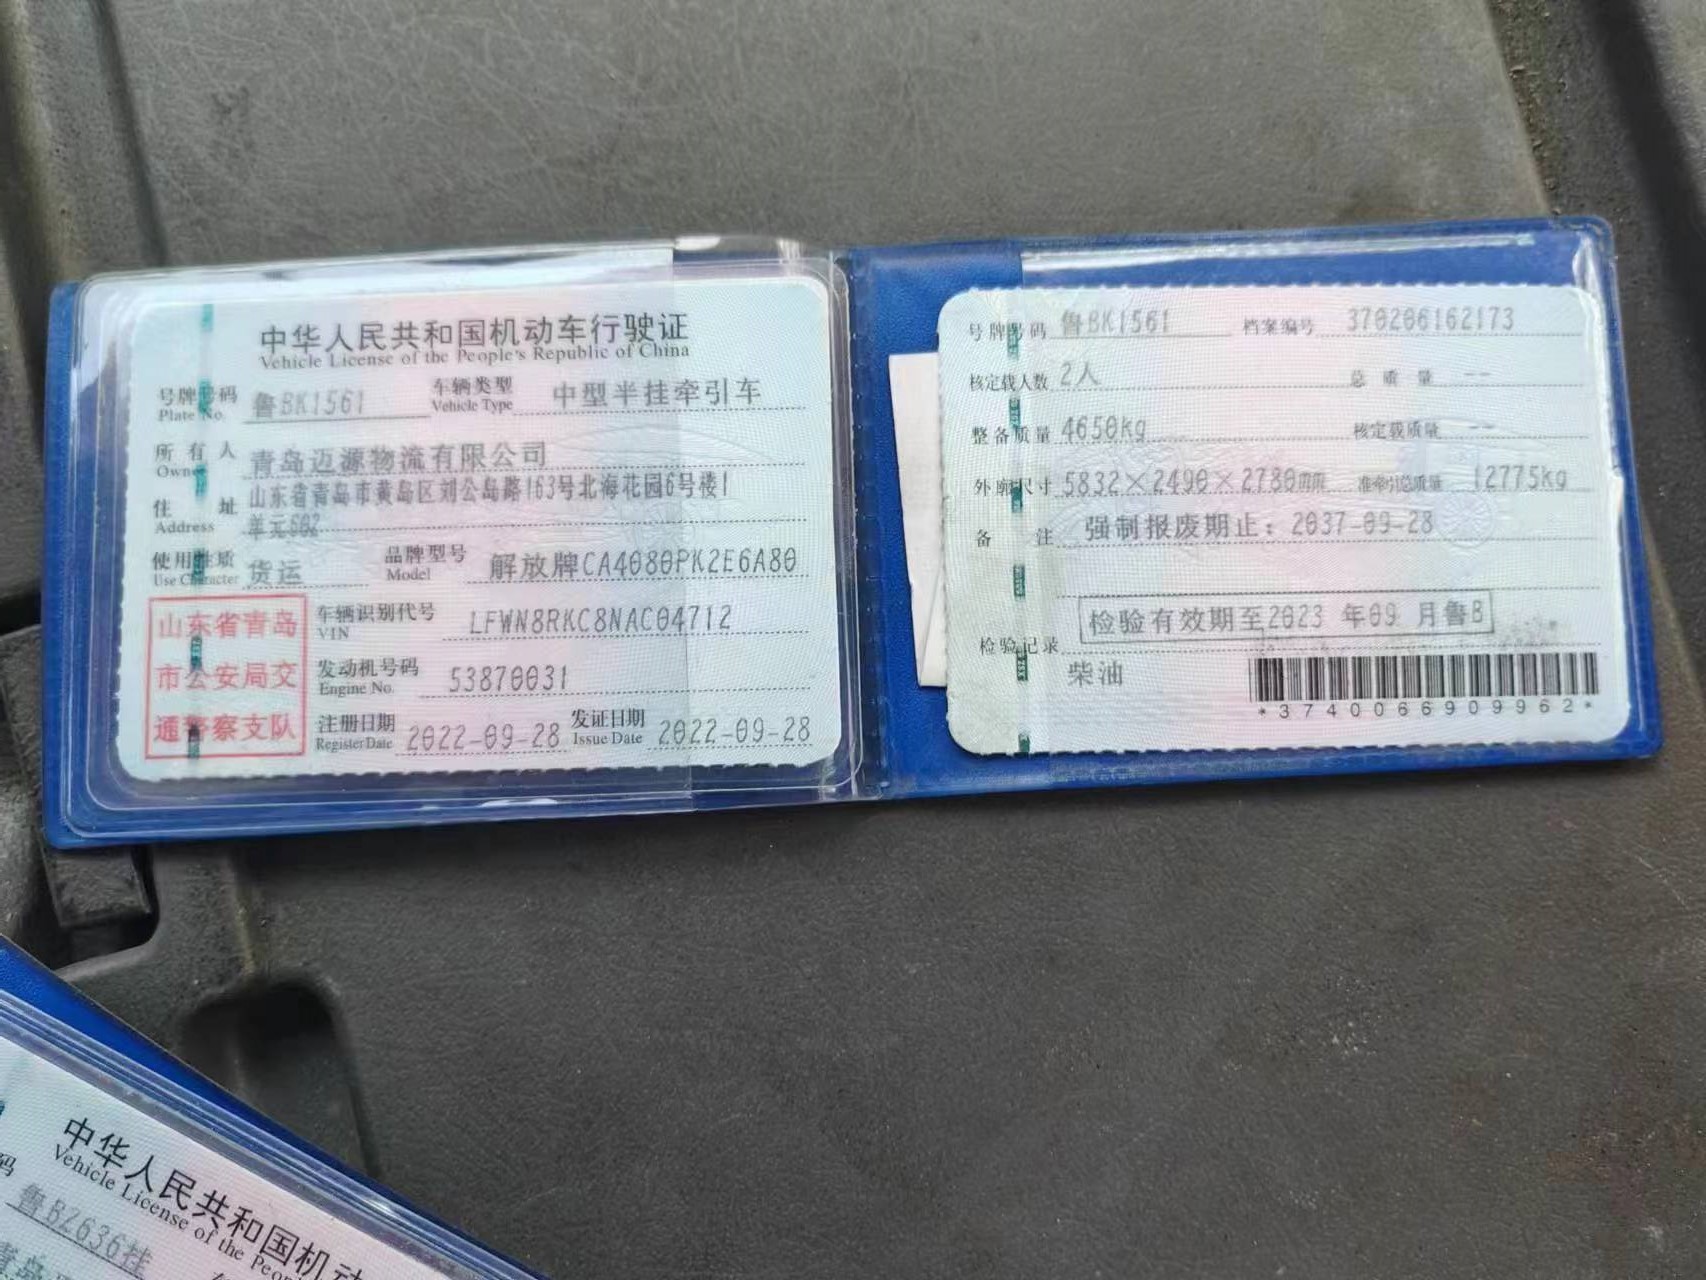 中华人民共和国机动车行驶证
Vehicle License of the People's Republic of China
号牌号码 鲁BK1561 车辆类型 中型半挂牵引车
Plate No. Vehicle Type
所有人 青岛迈源物流有限公司
Owner
住址 山东省青岛市黄岛区刘公岛路163号北海花园6号楼1
Address 单元602
使用性质 货运 品牌型号 解放牌CA4080PK2E6A80
Use Character Model
山东省青岛
市公安局交
通警察支队
车辆识别代号 LFWN8RKC8NAC04712
VIN
发动机号码 53870031
Engine No.
注册日期 2022-09-28 发证日期 2022-09-28
Register Date Issue Date
号牌号码 鲁BK1561 档案编号 370206162173
核定载人数 2人 总质量 --
整备质量 4650kg 核定载质量 --
外廓尺寸 5832×2490×2780mm 准牵引总质量 12775kg
备注 强制报废期止：2037-09-28
检验有效期至2023 年09 月鲁B
检验记录
柴油
*3740066909962*
中华人民共和国机动
Vehicle License of the Peop
码 鲁BZ636挂
青岛